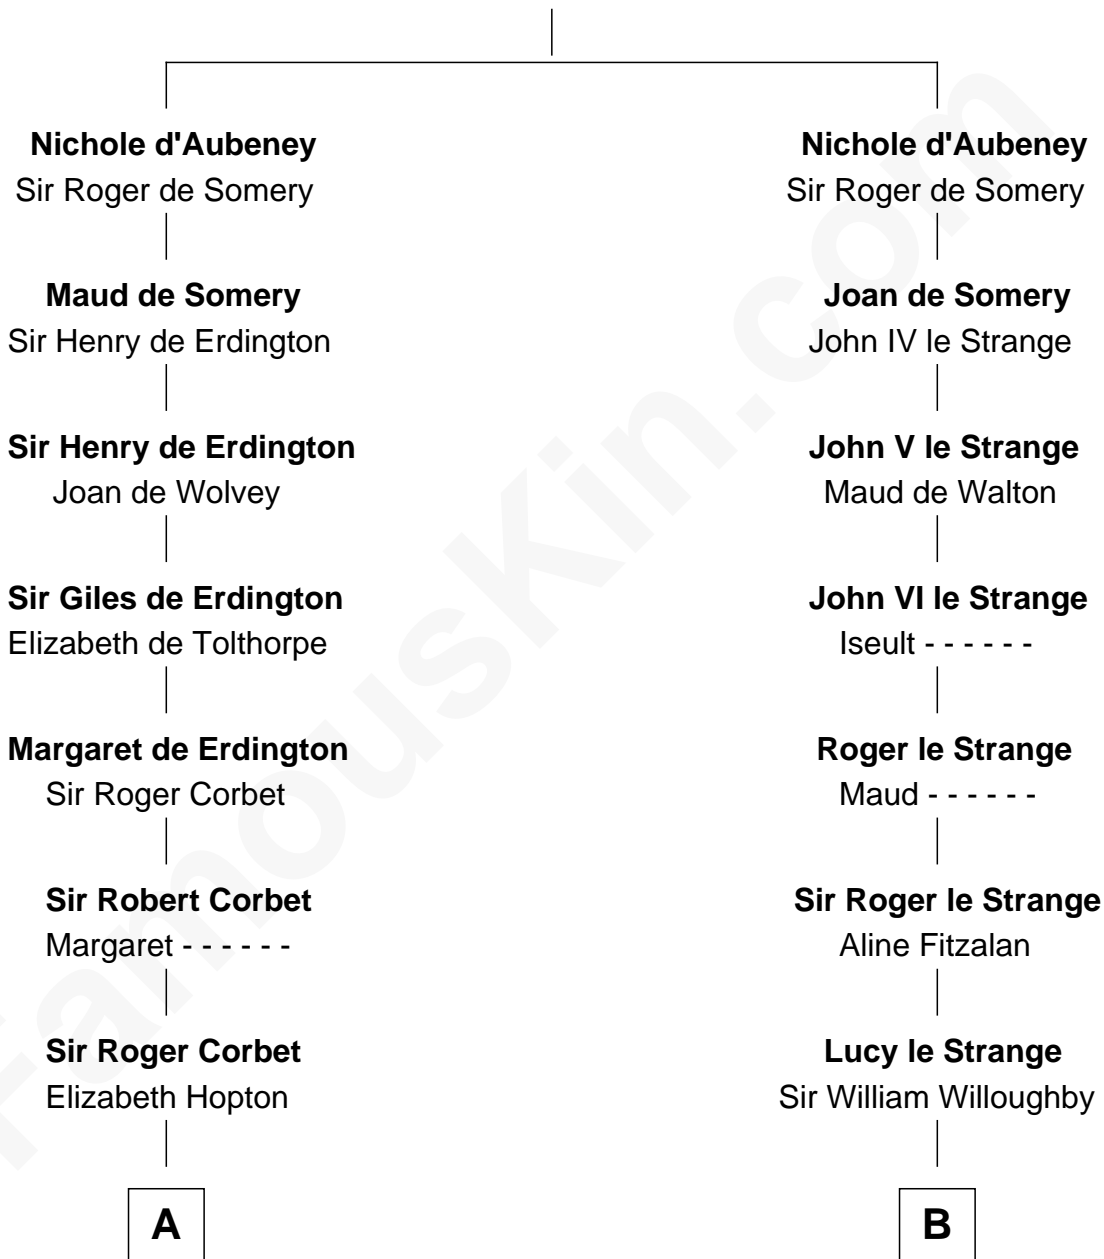 Nichole d'Aubeney
Sir Roger de Somery
Maud de Somery
Sir Henry de Erdington
Sir Henry de Erdington
Joan de Wolvey
Sir Giles de Erdington
Elizabeth de Tolthorpe
Margaret de Erdington
Sir Roger Corbet
Sir Robert Corbet
Margaret - - - - - -
Sir Roger Corbet
Elizabeth Hopton
A
Nichole d'Aubeney
Sir Roger de Somery
Joan de Somery
John IV le Strange
John V le Strange
Maud de Walton
John VI le Strange
Iseult - - - - - -
Roger le Strange
Maud - - - - - -
Sir Roger le Strange
Aline Fitzalan
Lucy le Strange
Sir William Willoughby
B
FamousKin.com